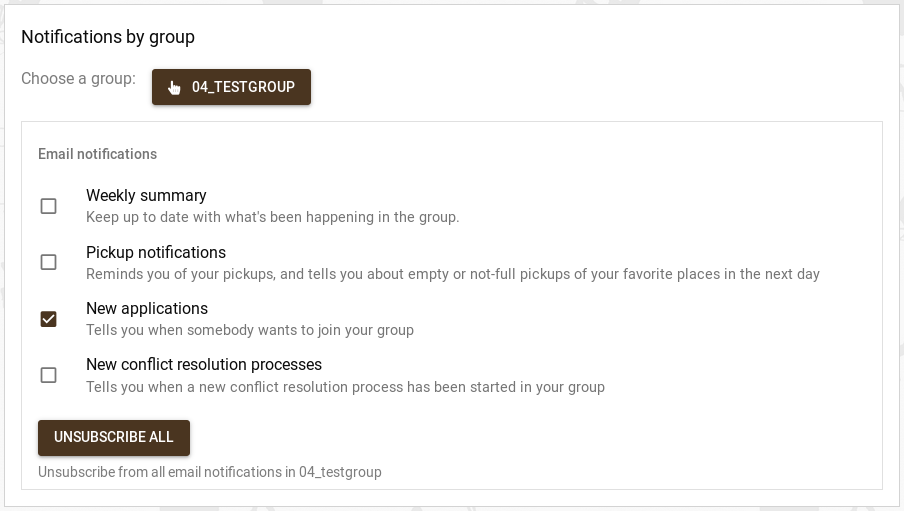 Notifications by group
Choose a group:
04_TESTGROUP
Email notifications
Weekly summary
Keep up to date with what's been happening in the group.
Pickup notifications
Reminds you of your pickups, and tells you about empty or not-full pickups of your favorite places in the next day
New applications
Tells you when somebody wants to join your group
New conflict resolution processes
Tells you when a new conflict resolution process has been started in your group
UNSUBSCRIBE ALL
Unsubscribe from all email notifications in 04_testgroup